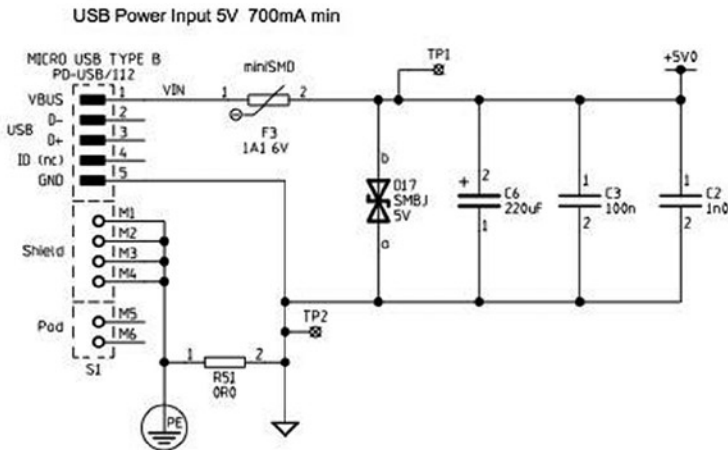 USB Power Input 5V 700mA min
MICRO USB TYPE B
PD-USB/112
miniSMD
TP1
+5V0
VBUS 1 VIN 1 2
D- 2
USB
D+ 3
F3
1A1 6V
ID (nc) 4
GND 5
b
D17
SMBJ
5V
a
2
+
C6
220uF
1
1
C3
100n
2
1
C2
1n0
2
M1
M2
Shield
M3
M4
TP2
Pad
M5
M6
S1
1 2
R51
0R0
PE